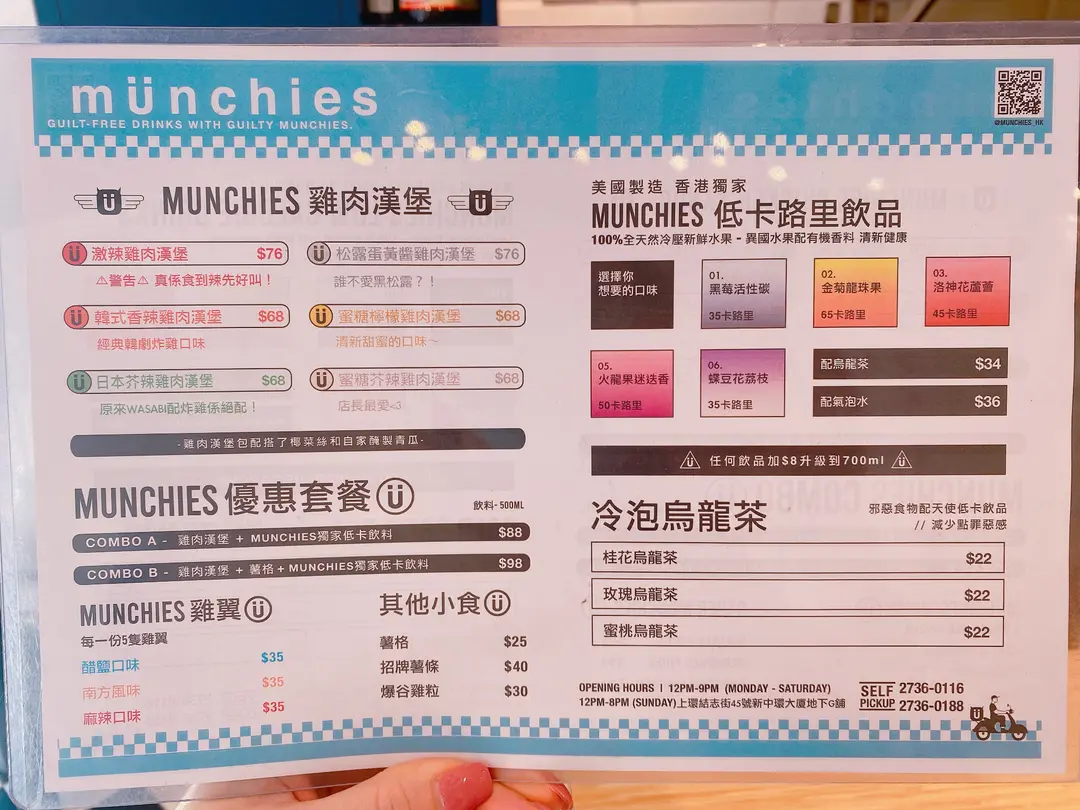 münchies
GUILT-FREE DRINKS WITH GUILTY MUNCHIES.
@MUNCHIES_HK
MUNCHIES 雞肉漢堡
激辣雞肉漢堡 $76
⚠警告⚠ 真係食到辣先好叫！
松露蛋黃醬雞肉漢堡 $76
誰不愛黑松露？！
韓式香辣雞肉漢堡 $68
經典韓劇炸雞口味
蜜糖檸檬雞肉漢堡 $68
清新甜蜜的口味～
日本芥辣雞肉漢堡 $68
原來WASABI配炸雞係絕配！
蜜糖芥辣雞肉漢堡 $68
店長最愛<3
-雞肉漢堡包配搭了椰菜絲和自家醃製青瓜-
MUNCHIES 優惠套餐 ü
飲料- 500ML
COMBO A - 雞肉漢堡 + MUNCHIES獨家低卡飲料 $88
COMBO B - 雞肉漢堡 + 薯格 + MUNCHIES獨家低卡飲料 $98
MUNCHIES 雞翼 ü
每一份5隻雞翼
醋鹽口味 $35
南方風味 $35
麻辣口味 $35
其他小食 ü
薯格 $25
招牌薯條 $40
爆谷雞粒 $30
美國製造 香港獨家
MUNCHIES 低卡路里飲品
100%全天然冷壓新鮮水果 - 異國水果配有機香料 清新健康
選擇你
想要的口味
01.
黑莓活性碳
35卡路里
02.
金菊龍珠果
65卡路里
03.
洛神花蘆薈
45卡路里
05.
火龍果迷迭香
50卡路里
06.
蝶豆花荔枝
35卡路里
配烏龍茶 $34
配氣泡水 $36
任何飲品加$8升級到700ml
冷泡烏龍茶
邪惡食物配天使低卡飲品
// 減少點罪惡感
桂花烏龍茶 $22
玫瑰烏龍茶 $22
蜜桃烏龍茶 $22
OPENING HOURS | 12PM-9PM (MONDAY - SATURDAY)
12PM-8PM (SUNDAY)上環結志街45號新中環大廈地下G舖
SELF PICKUP
2736-0116
2736-0188